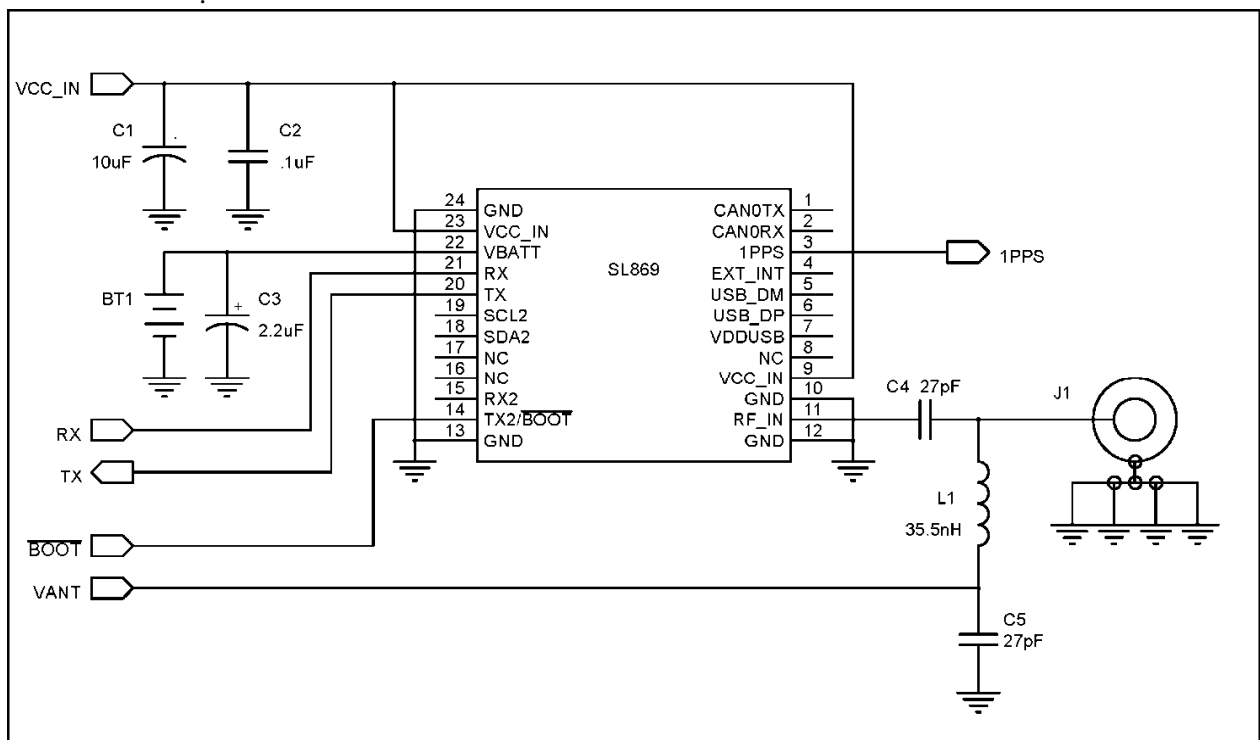 VCC_IN
C1
10uF
C2
.1uF
24
GND
23
VCC_IN
22
VBATT
21
RX
20
TX
19
SCL2
18
SDA2
17
NC
16
NC
15
RX2
14
TX2/BOOT
13
GND
SL869
CAN0TX
1
CAN0RX
2
1PPS
3
EXT_INT
4
USB_DM
5
USB_DP
6
VDDUSB
7
NC
8
VCC_IN
9
GND
10
RF_IN
11
GND
12
1PPS
BT1
+
C3
2.2uF
C4 27pF
J1
RX
TX
L1
35.5nH
BOOT
VANT
C5
27pF